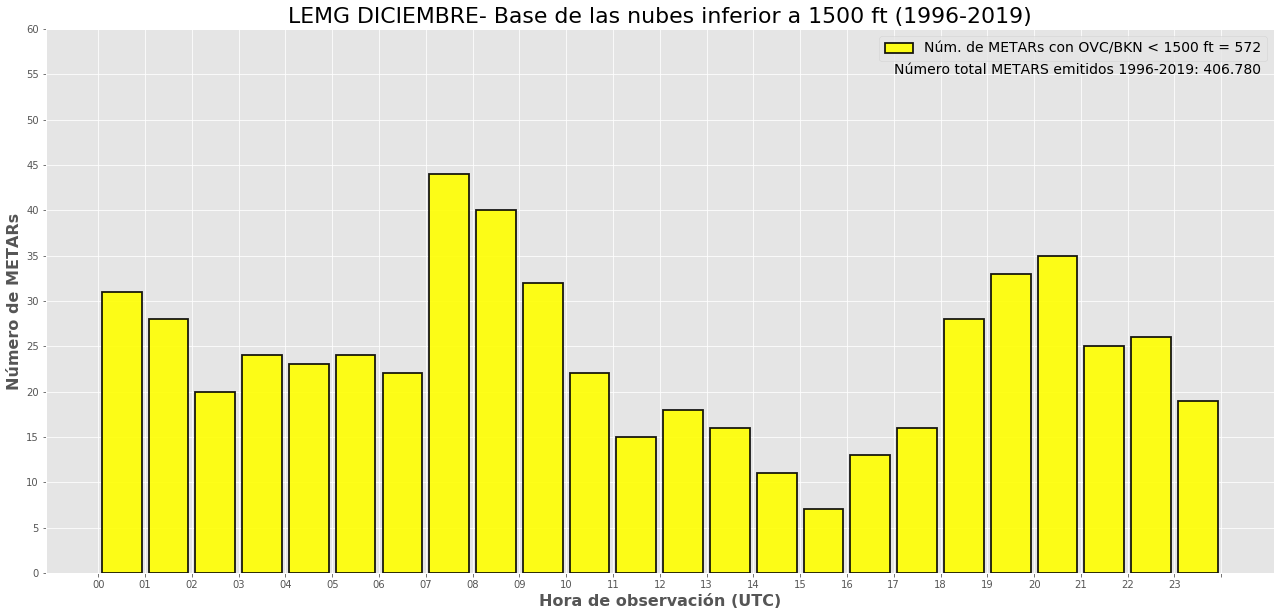 LEMG DICIEMBRE- Base de las nubes inferior a 1500 ft (1996-2019)
Núm. de METARs con OVC/BKN < 1500 ft = 572
Número total METARS emitidos 1996-2019: 406.780
Número de METARs
60
55
50
45
40
35
30
25
20
15
10
5
0
00 01 02 03 04 05 06 07 08 09 10 11 12 13 14 15 16 17 18 19 20 21 22 23
Hora de observación (UTC)